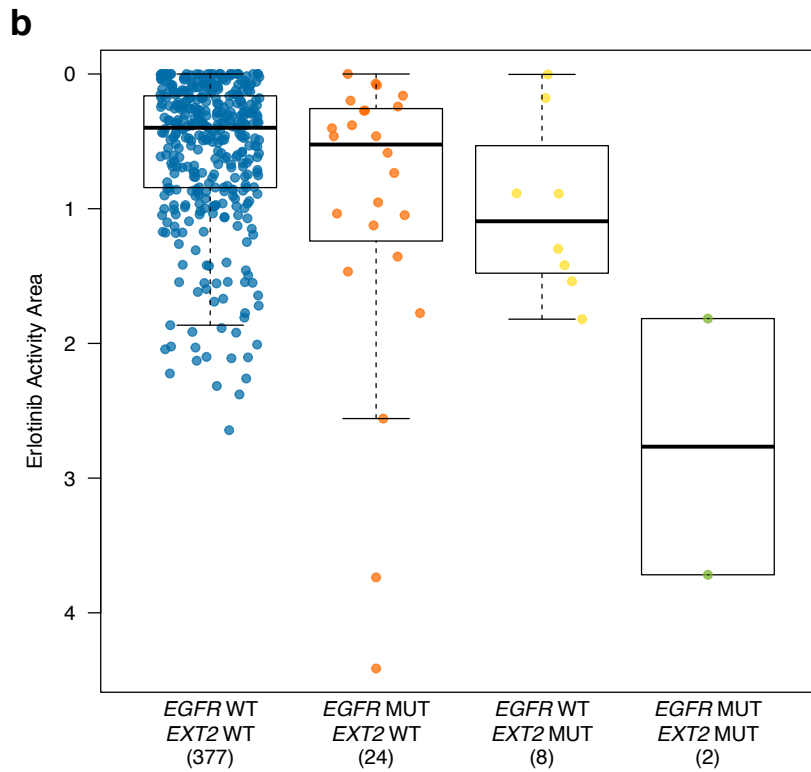 b
0
1
2
3
4
Erlotinib Activity Area
EGFR WT
EXT2 WT
(377)
EGFR MUT
EXT2 WT
(24)
EGFR WT
EXT2 MUT
(8)
EGFR MUT
EXT2 MUT
(2)